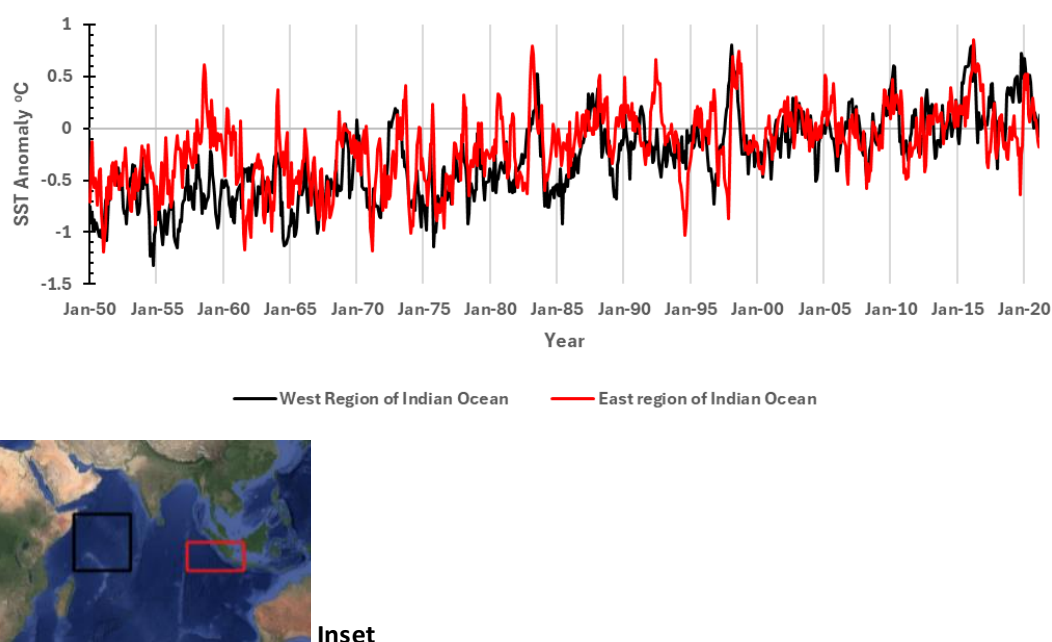 1
0.5
0
-0.5
-1
-1.5
SST Anomaly ºC
Jan-50 Jan-55 Jan-60 Jan-65 Jan-70 Jan-75 Jan-80 Jan-85 Jan-90 Jan-95 Jan-00 Jan-05 Jan-10 Jan-15 Jan-20
Year
West Region of Indian Ocean East region of Indian Ocean
Inset